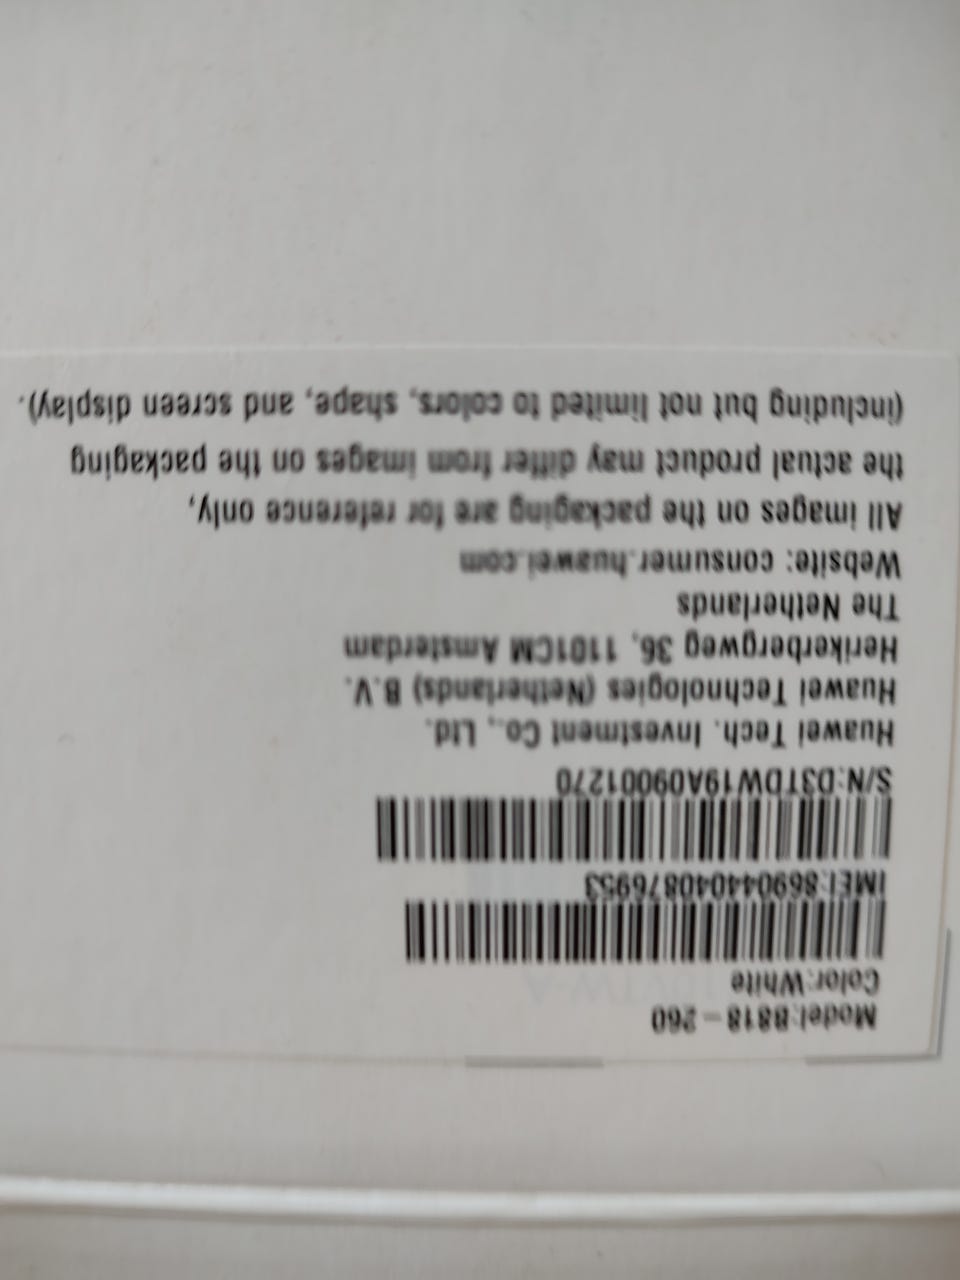 Model:B818-260
Color:White
IMEI:869044040876953
S/N:D3TDW19A09001270
Huawei Tech. Investment Co., Ltd.
Huawei Technologies (Netherlands) B.V.
Herikerbergweg 36, 1101CM Amsterdam
The Netherlands
Website: consumer.huawei.com
All images on the packaging are for reference only,
the actual product may differ from images on the packaging
(including but not limited to colors, shape, and screen display).